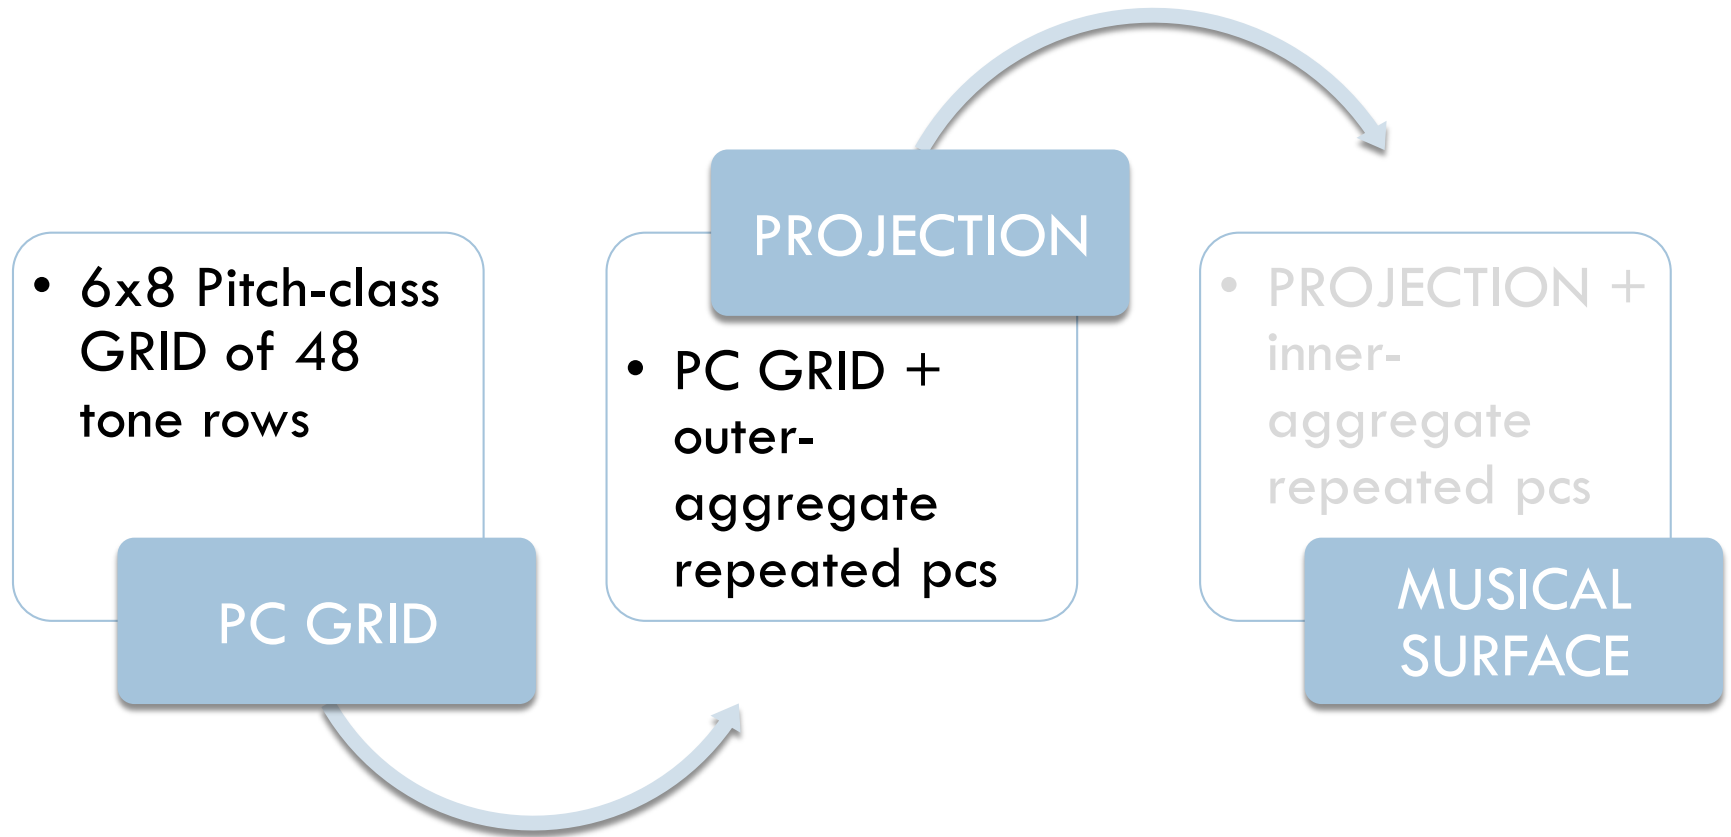 • 6x8 Pitch-class
GRID of 48
tone rows
PC GRID
PROJECTION
• PC GRID +
outer-
aggregate
repeated pcs
• PROJECTION +
inner-
aggregate
repeated pcs
MUSICAL
SURFACE